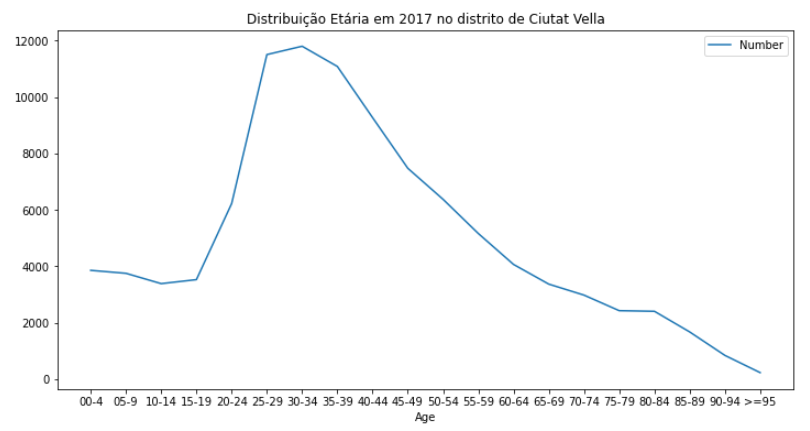 Distribuição Etária em 2017 no distrito de Ciutat Vella
Number
12000
10000
8000
6000
4000
2000
0
00-4 05-9 10-14 15-19 20-24 25-29 30-34 35-39 40-44 45-49 50-54 55-59 60-64 65-69 70-74 75-79 80-84 85-89 90-94 >=95
Age